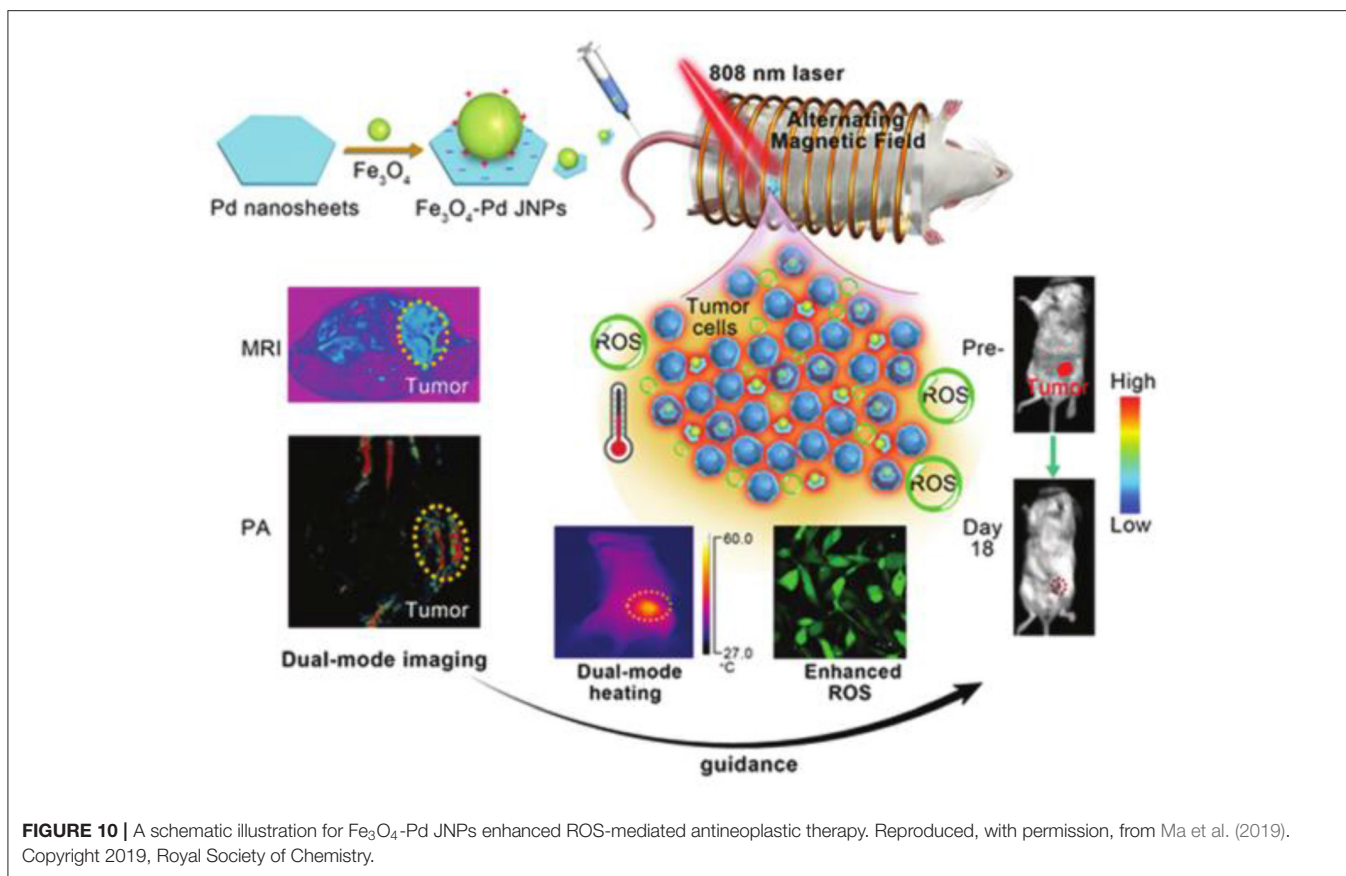 808 nm laser
Alternating
Magnetic Field
Fe₃O₄
Pd nanosheets
Fe₃O₄-Pd JNPs
Tumor
cells
ROS
ROS
ROS
MRI
Tumor
PA
Tumor
Dual-mode imaging
60.0
27.0
°C
Dual-mode
heating
Enhanced
ROS
Pre-
Tumor
Day
18
High
Low
guidance
FIGURE 10 | A schematic illustration for Fe₃O₄-Pd JNPs enhanced ROS-mediated antineoplastic therapy. Reproduced, with permission, from Ma et al. (2019).
Copyright 2019, Royal Society of Chemistry.